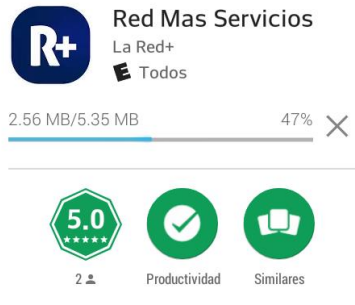 R+
Red Mas Servicios
La Red+
E Todos
2.56 MB/5.35 MB 47%
5.0
2 Productividad Similares